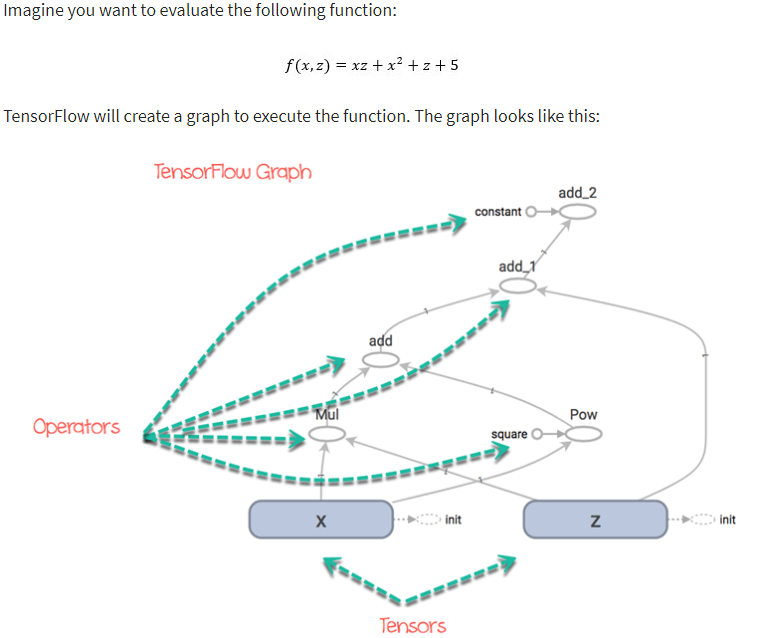 Imagine you want to evaluate the following function:
f(x,z) = xz + x² + z + 5
TensorFlow will create a graph to execute the function. The graph looks like this:
TensorFlow Graph
add_2
constant
add_1
add
Operators
Mul
Pow
square
X
init
Z
init
Tensors